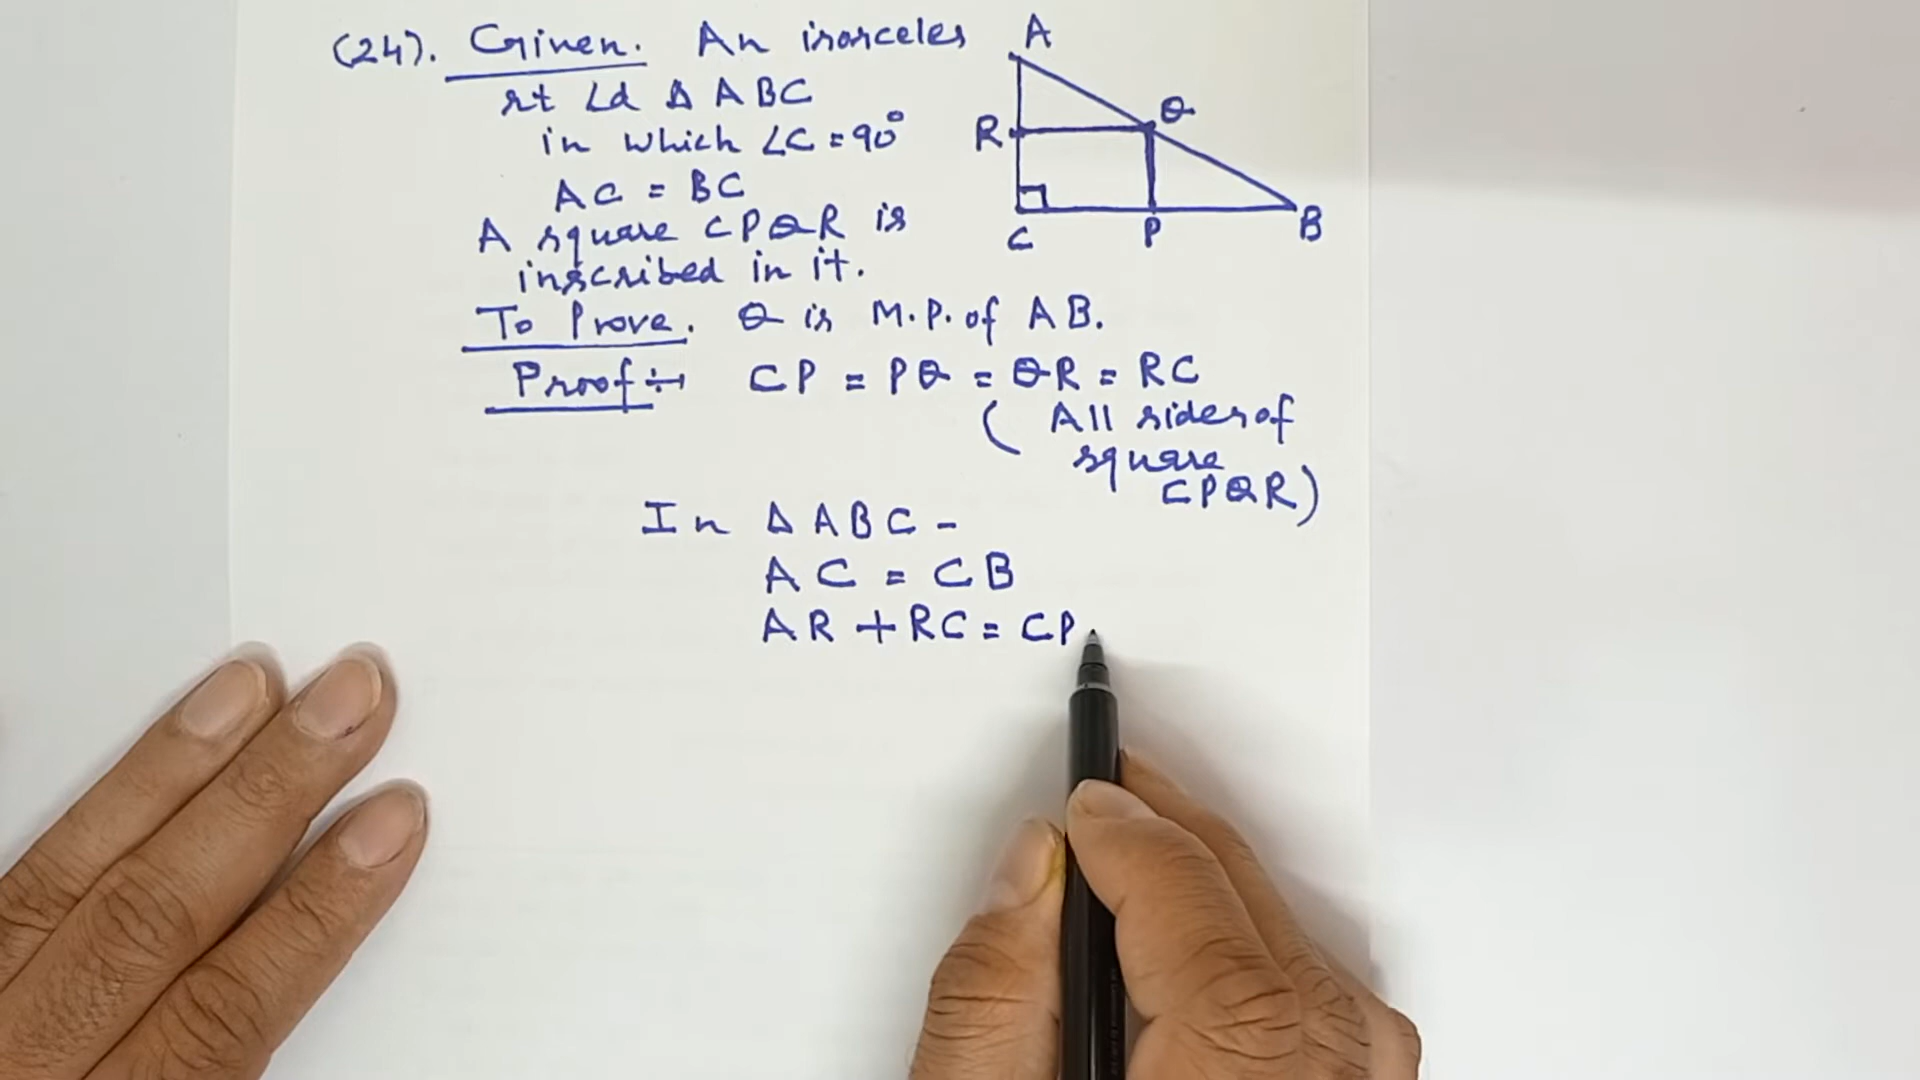 (24). Given. An isosceles
rt ∠d Δ ABC
in which ∠C = 90°
AC = BC
A square CPQR is
inscribed in it.
To Prove. Q is M.P. of AB.
Proof:- CP = PQ = QR = RC
( All sides of
square
CPQR)
In Δ ABC -
AC = CB
AR + RC = CP
A
R
Q
C
P
B